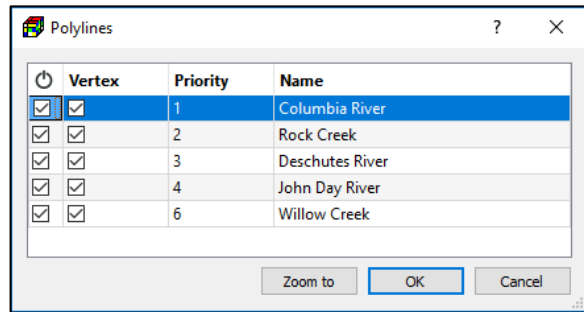 Polylines ?
Vertex Priority Name
1 Columbia River
2 Rock Creek
3 Deschutes River
4 John Day River
6 Willow Creek
Zoom to OK Cancel